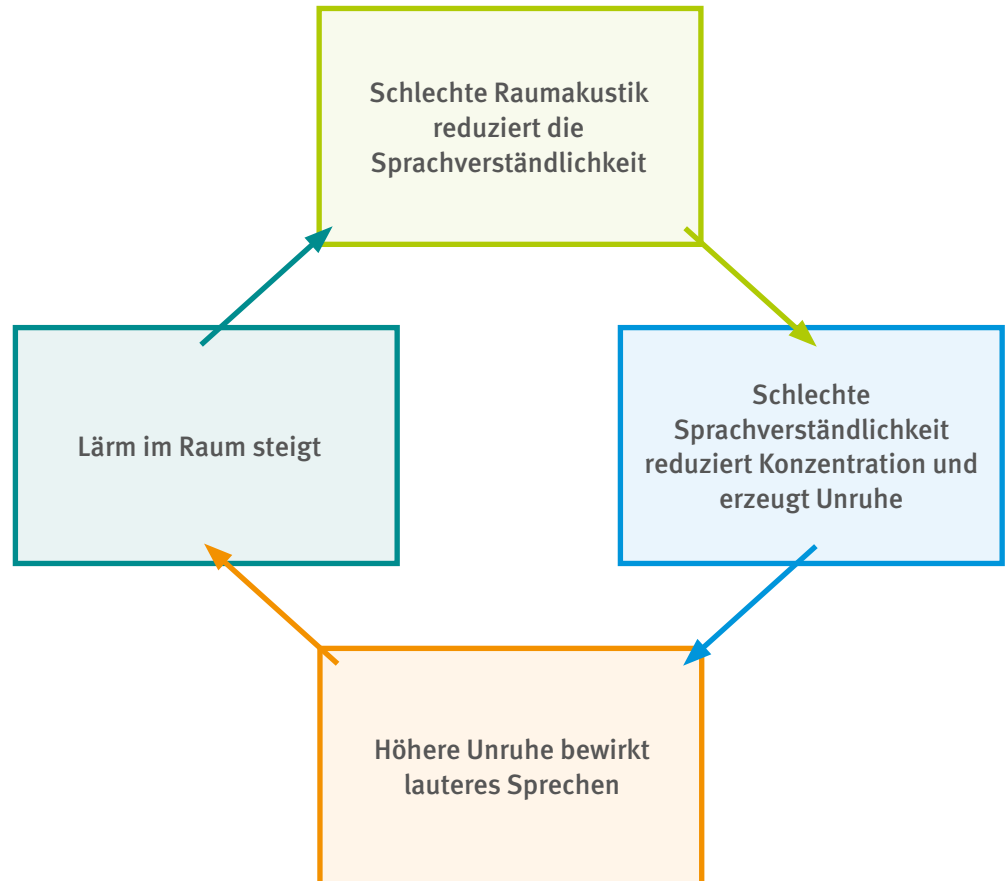 Schlechte Raumakustik
reduziert die
Sprachverständlichkeit
Lärm im Raum steigt
Schlechte
Sprachverständlichkeit
reduziert Konzentration und
erzeugt Unruhe
Höhere Unruhe bewirkt
lauteres Sprechen